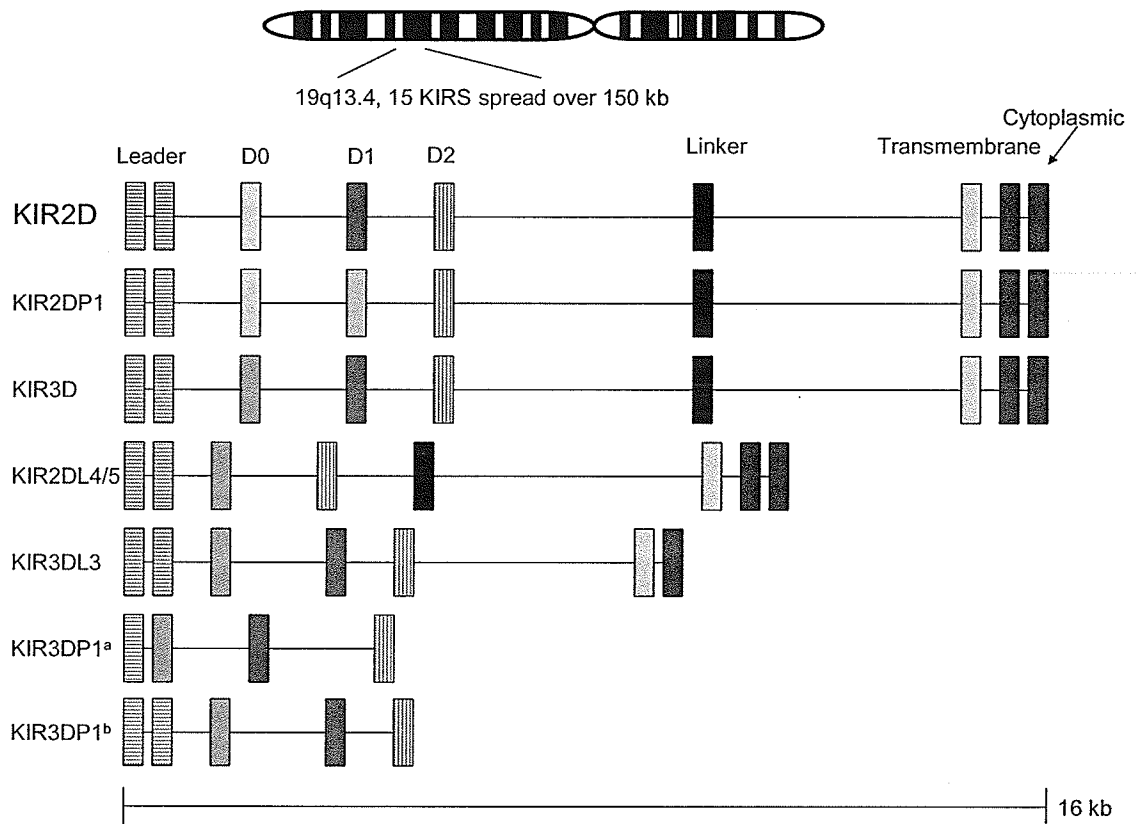 19q13.4, 15 KIRS spread over 150 kb
Cytoplasmic
Leader D0 D1 D2 Linker Transmembrane
KIR2D
KIR2DP1
KIR3D
KIR2DL4/5
KIR3DL3
KIR3DP1ᵃ
KIR3DP1ᵇ
16 kb